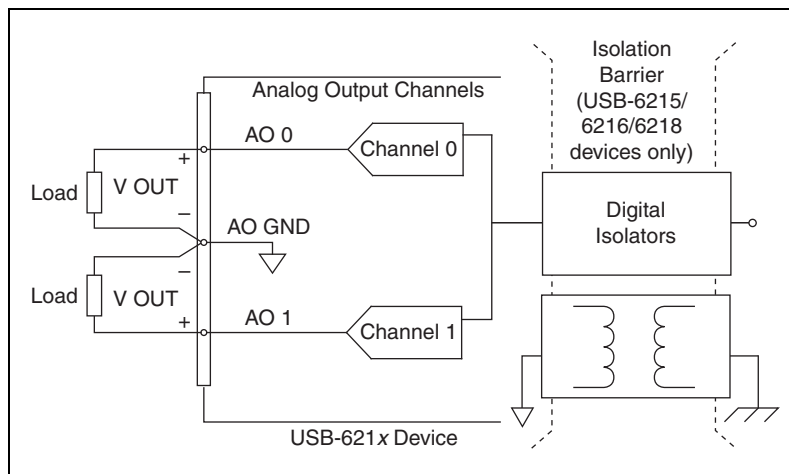 Isolation
Barrier
(USB-6215/
6216/6218
devices only)
Analog Output Channels
AO 0
Channel 0
+
Load
V OUT
–
AO GND
Digital
Isolators
–
Load
V OUT
+
AO 1
Channel 1
USB-621x Device